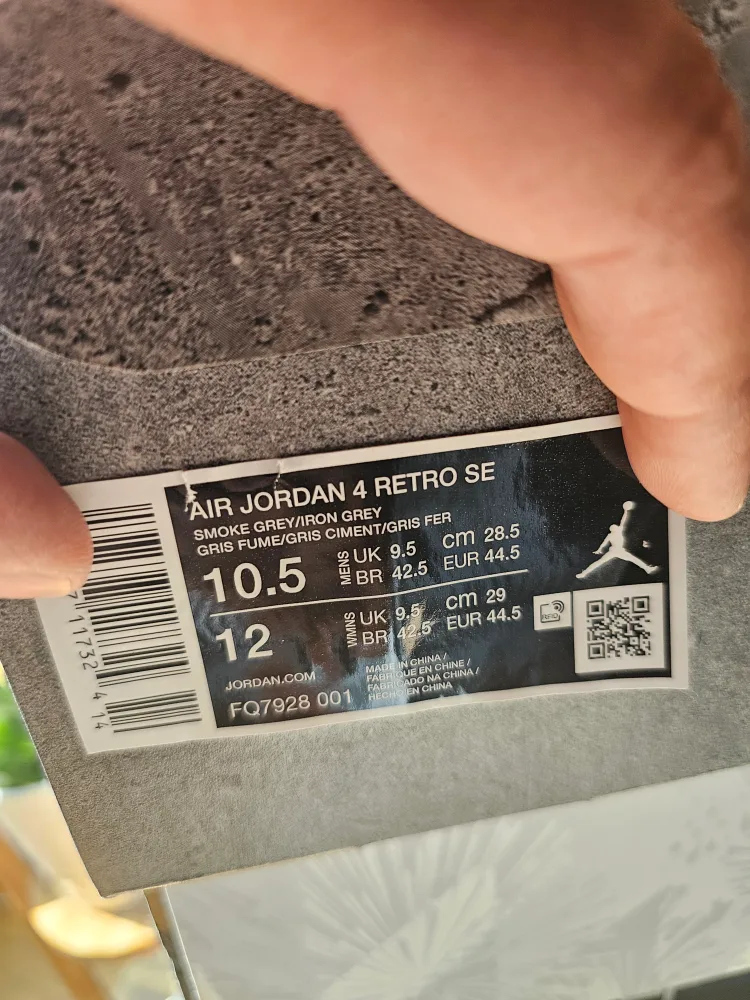 AIR JORDAN 4 RETRO SE
SMOKE GREY/IRON GREY
GRIS FUME/GRIS CIMENT/GRIS FER
10.5 MENS UK 9.5 cm 28.5
BR 42.5 EUR 44.5
12 WMNS UK 9.5 cm 29
BR 42.5 EUR 44.5
RFID
JORDAN.COM
MADE IN CHINA /
FABRIQUE EN CHINE /
FABRICADO NA CHINA /
HECHO EN CHINA
FQ7928 001
11732 414